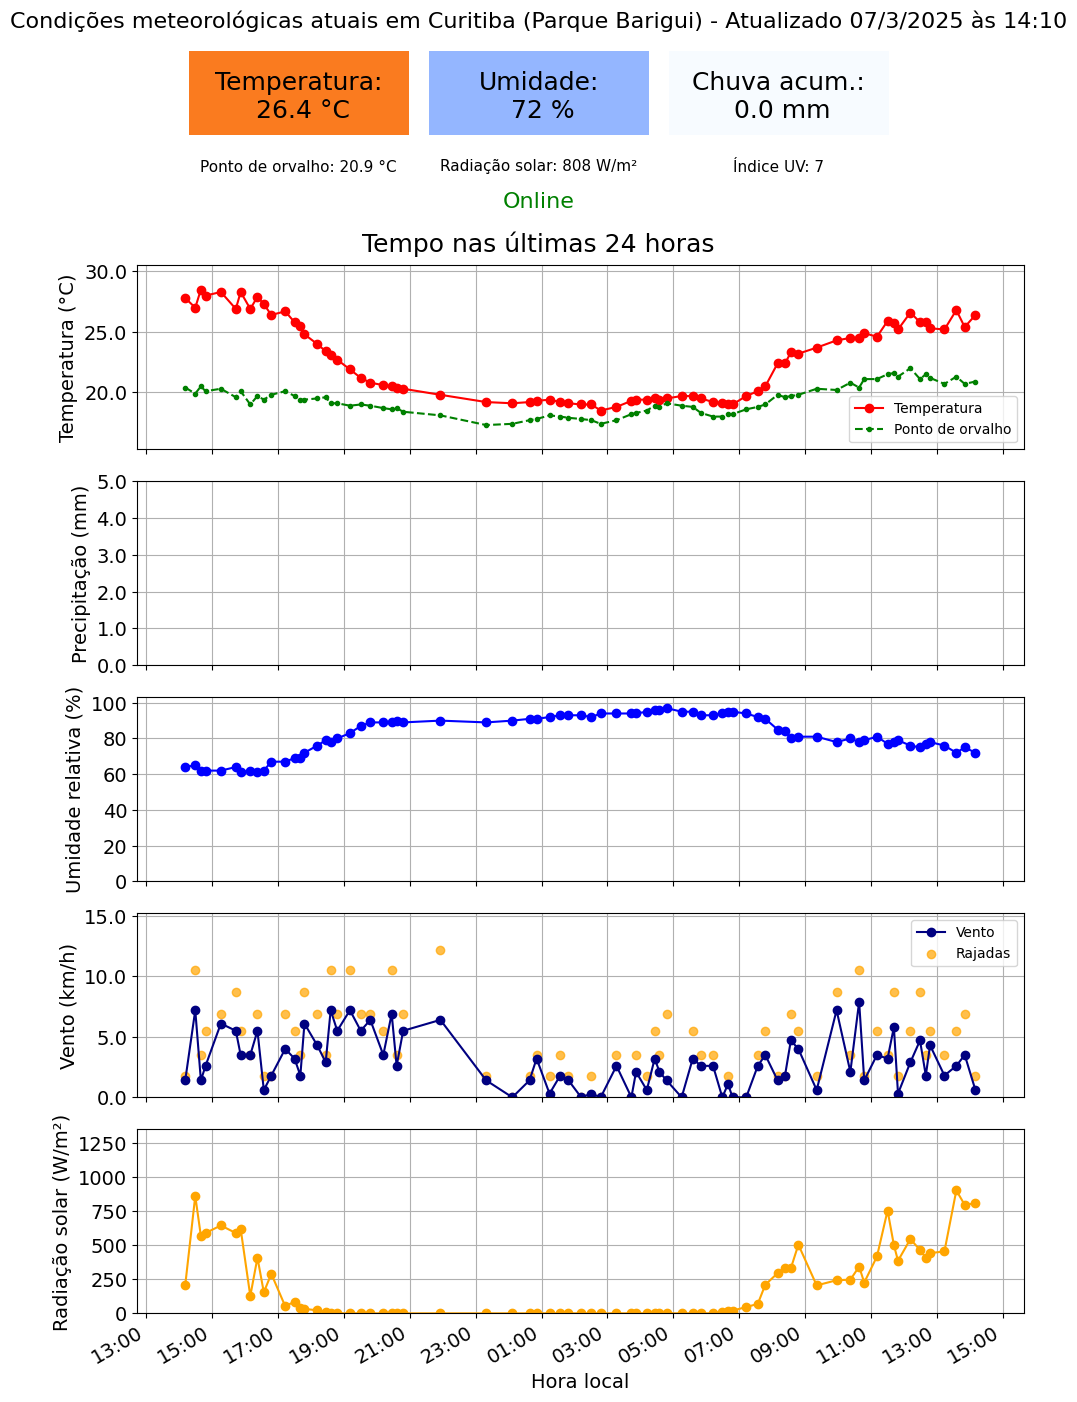 Condições meteorológicas atuais em Curitiba (Parque Barigui) - Atualizado 07/3/2025 às 14:10
Temperatura:
26.4 °C
Umidade:
72 %
Chuva acum.:
0.0 mm
Ponto de orvalho: 20.9 °C
Radiação solar: 808 W/m²
Índice UV: 7
Online
Tempo nas últimas 24 horas
Temperatura (°C)
30.0
25.0
20.0
Temperatura
Ponto de orvalho
Precipitação (mm)
5.0
4.0
3.0
2.0
1.0
0.0
Umidade relativa (%)
100
80
60
40
20
0
Vento (km/h)
15.0
10.0
5.0
0.0
Vento
Rajadas
Radiação solar (W/m²)
1250
1000
750
500
250
0
13:00
15:00
17:00
19:00
21:00
23:00
01:00
03:00
05:00
07:00
09:00
11:00
13:00
15:00
Hora local